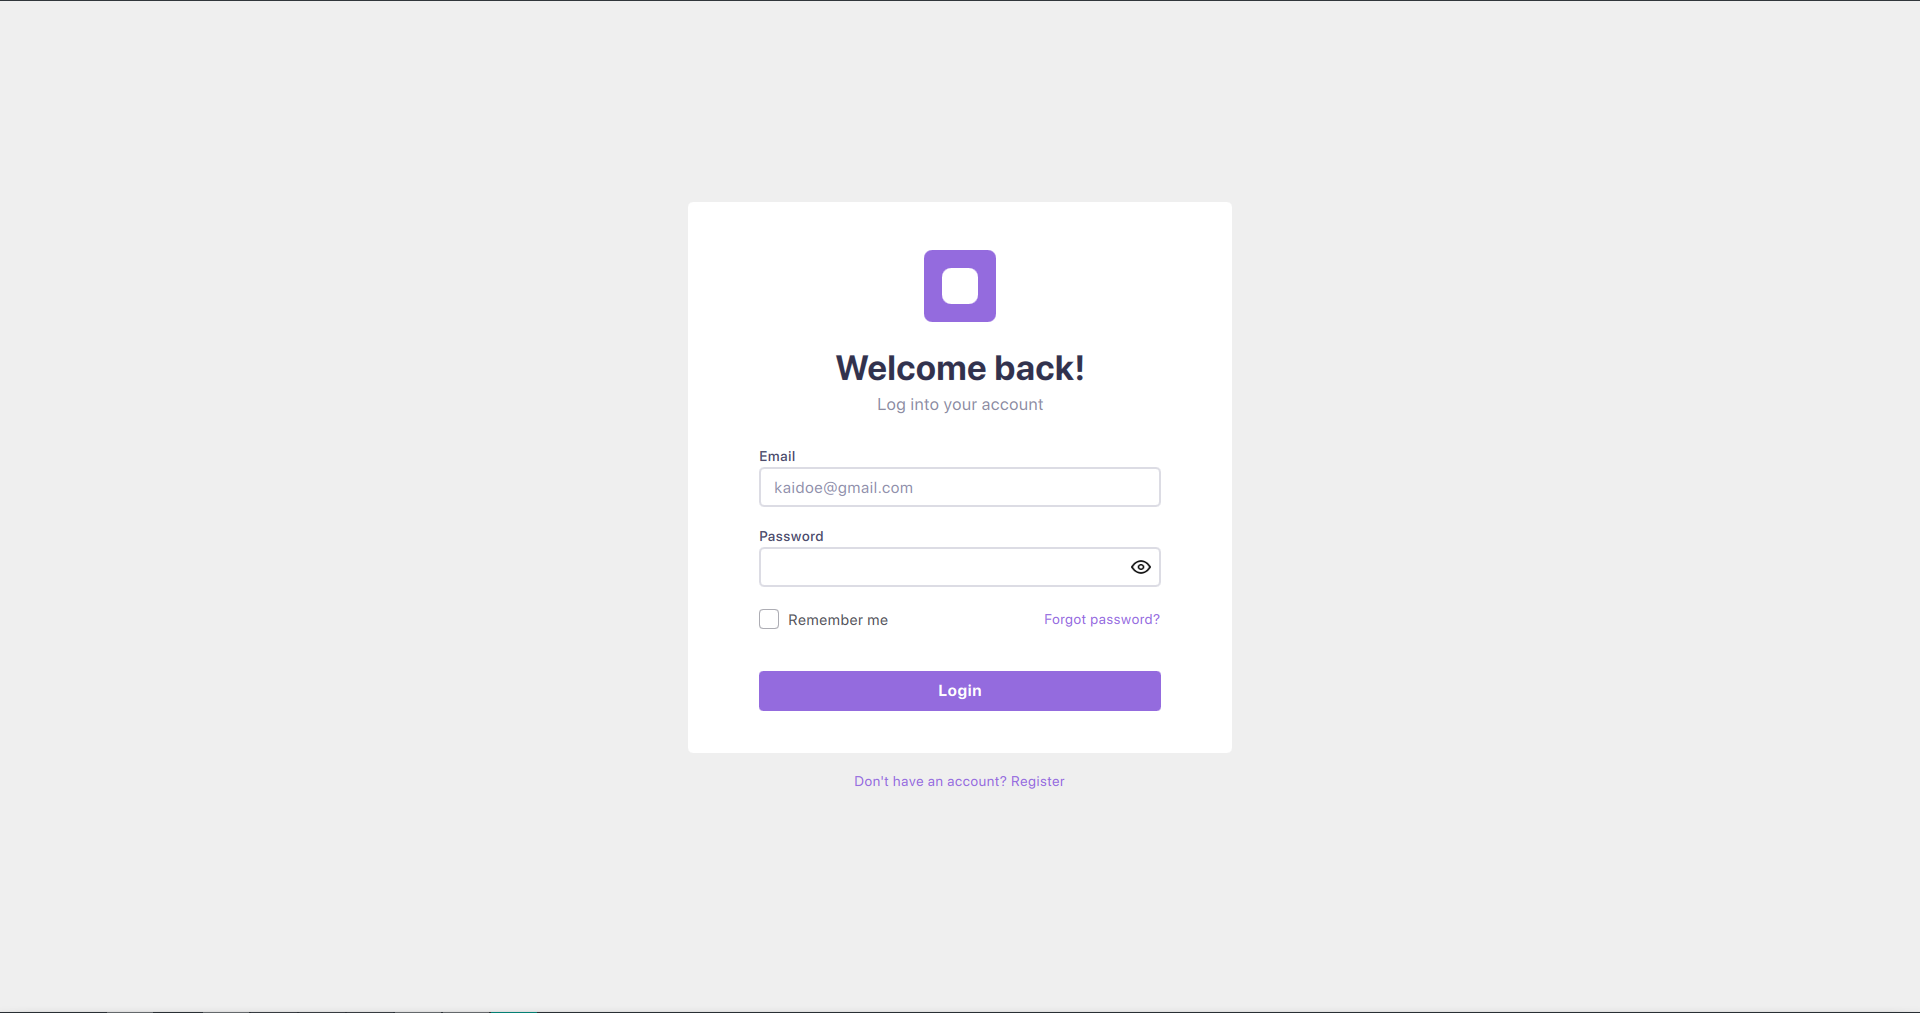 Welcome back!
Log into your account
Email
kaidoe@gmail.com
Password
Remember me
Forgot password?
Login
Don't have an account? Register